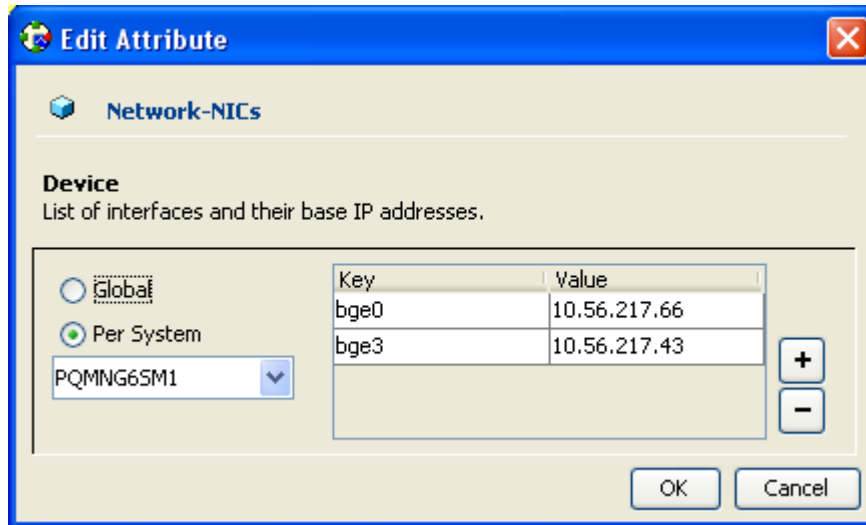 Edit Attribute
Network-NICs
Device
List of interfaces and their base IP addresses.
Global
Per System
PQMNG6SM1
Key Value
bge0 10.56.217.66
bge3 10.56.217.43
+
-
OK Cancel